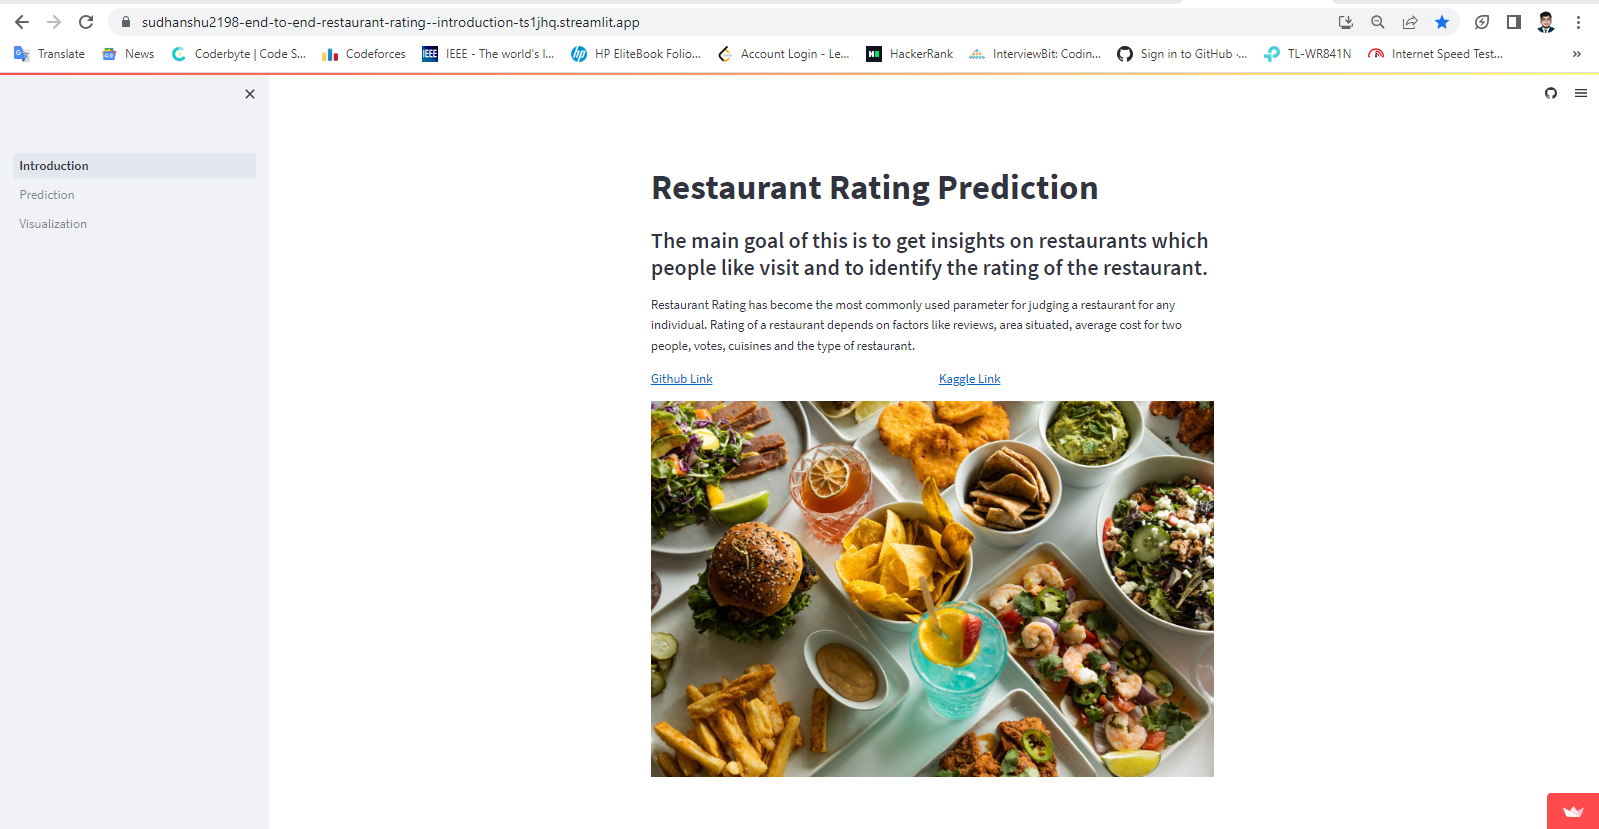 sudhanshu2198-end-to-end-restaurant-rating--introduction-ts1jhq.streamlit.app
Translate News Coderbyte | Code S... Codeforces IEEE IEEE - The world's l... hp HP EliteBook Folio... Account Login - Le... HackerRank InterviewBit: Codin... Sign in to GitHub ·... TL-WR841N Internet Speed Test... »
Introduction
Prediction
Visualization
Restaurant Rating Prediction
The main goal of this is to get insights on restaurants which
people like visit and to identify the rating of the restaurant.
Restaurant Rating has become the most commonly used parameter for judging a restaurant for any
individual. Rating of a restaurant depends on factors like reviews, area situated, average cost for two
people, votes, cuisines and the type of restaurant.
Github Link Kaggle Link